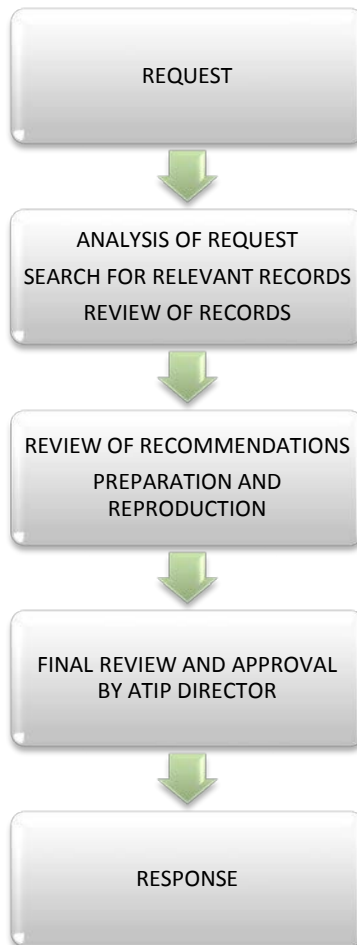 REQUEST
ANALYSIS OF REQUEST
SEARCH FOR RELEVANT RECORDS
REVIEW OF RECORDS
REVIEW OF RECOMMENDATIONS
PREPARATION AND
REPRODUCTION
FINAL REVIEW AND APPROVAL
BY ATIP DIRECTOR
RESPONSE